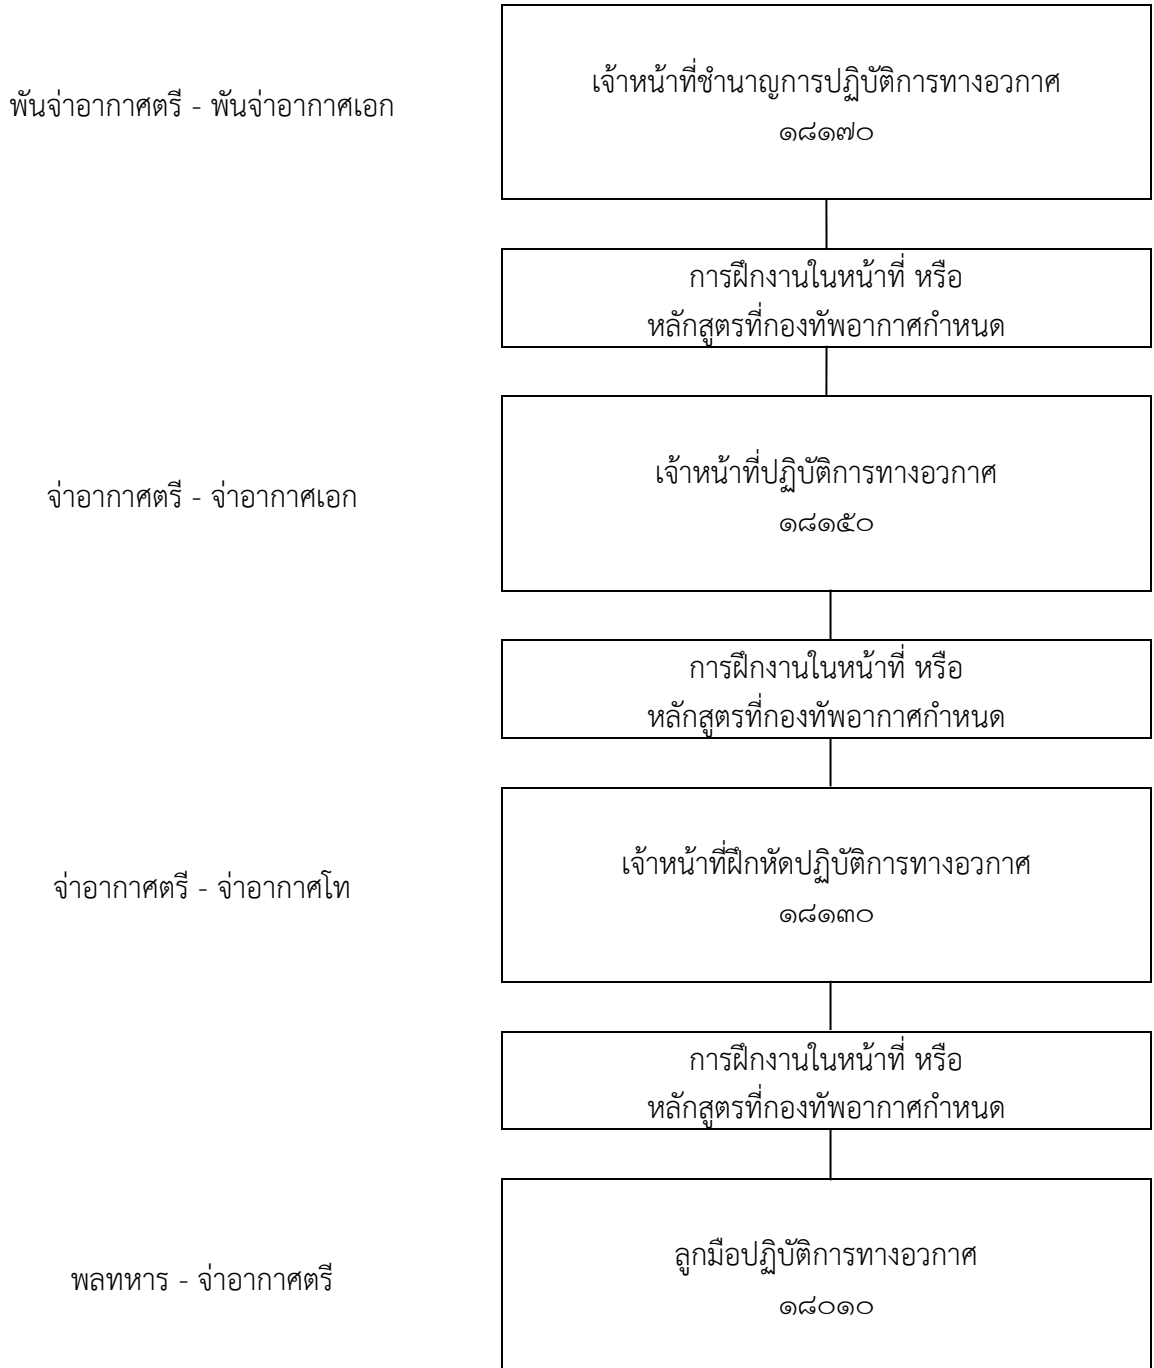 เจ้าหน้าที่ชำนาญการปฏิบัติการทางอวกาศ
พันจ่าอากาศตรี - พันจ่าอากาศเอก
๑๘๑๗๐
การฝึกงานในหน้าที่ หรือ
หลักสูตรที่กองทัพอากาศกำหนด
เจ้าหน้าที่ปฏิบัติการทางอวกาศ
จ่าอากาศตรี - จ่าอากาศเอก
๑๘๑๕๐
การฝึกงานในหน้าที่ หรือ
หลักสูตรที่กองทัพอากาศกำหนด
เจ้าหน้าที่ฝึกหัดปฏิบัติการทางอวกาศ
จ่าอากาศตรี - จ่าอากาศโท
๑๘๑๓๐
การฝึกงานในหน้าที่ หรือ
หลักสูตรที่กองทัพอากาศกำหนด
ลูกมือปฏิบัติการทางอวกาศ
พลทหาร - จ่าอากาศตรี
๑๘๐๑๐